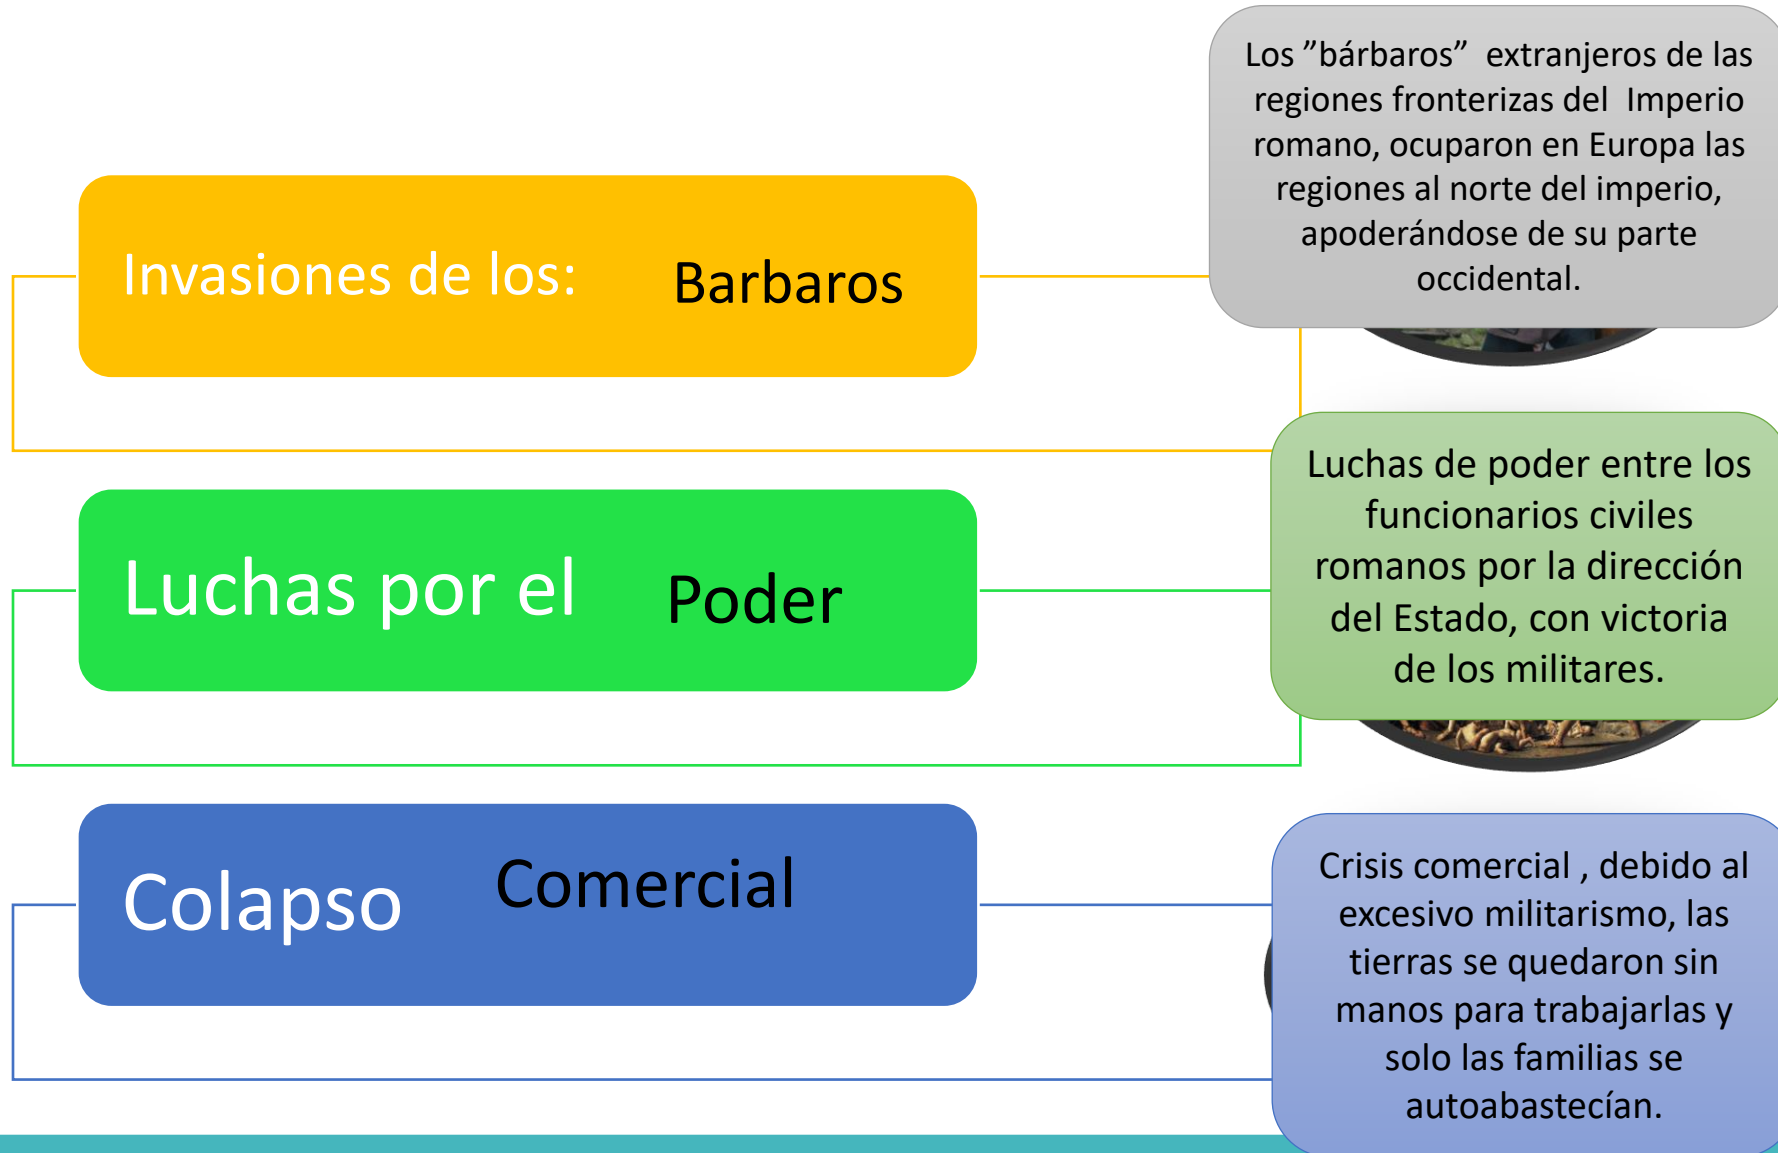 Invasiones de los: Barbaros
Los ”bárbaros” extranjeros de las
regiones fronterizas del Imperio
romano, ocuparon en Europa las
regiones al norte del imperio,
apoderándose de su parte
occidental.
Luchas por el Poder
Luchas de poder entre los
funcionarios civiles
romanos por la dirección
del Estado, con victoria
de los militares.
Colapso Comercial
Crisis comercial , debido al
excesivo militarismo, las
tierras se quedaron sin
manos para trabajarlas y
solo las familias se
autoabastecían.